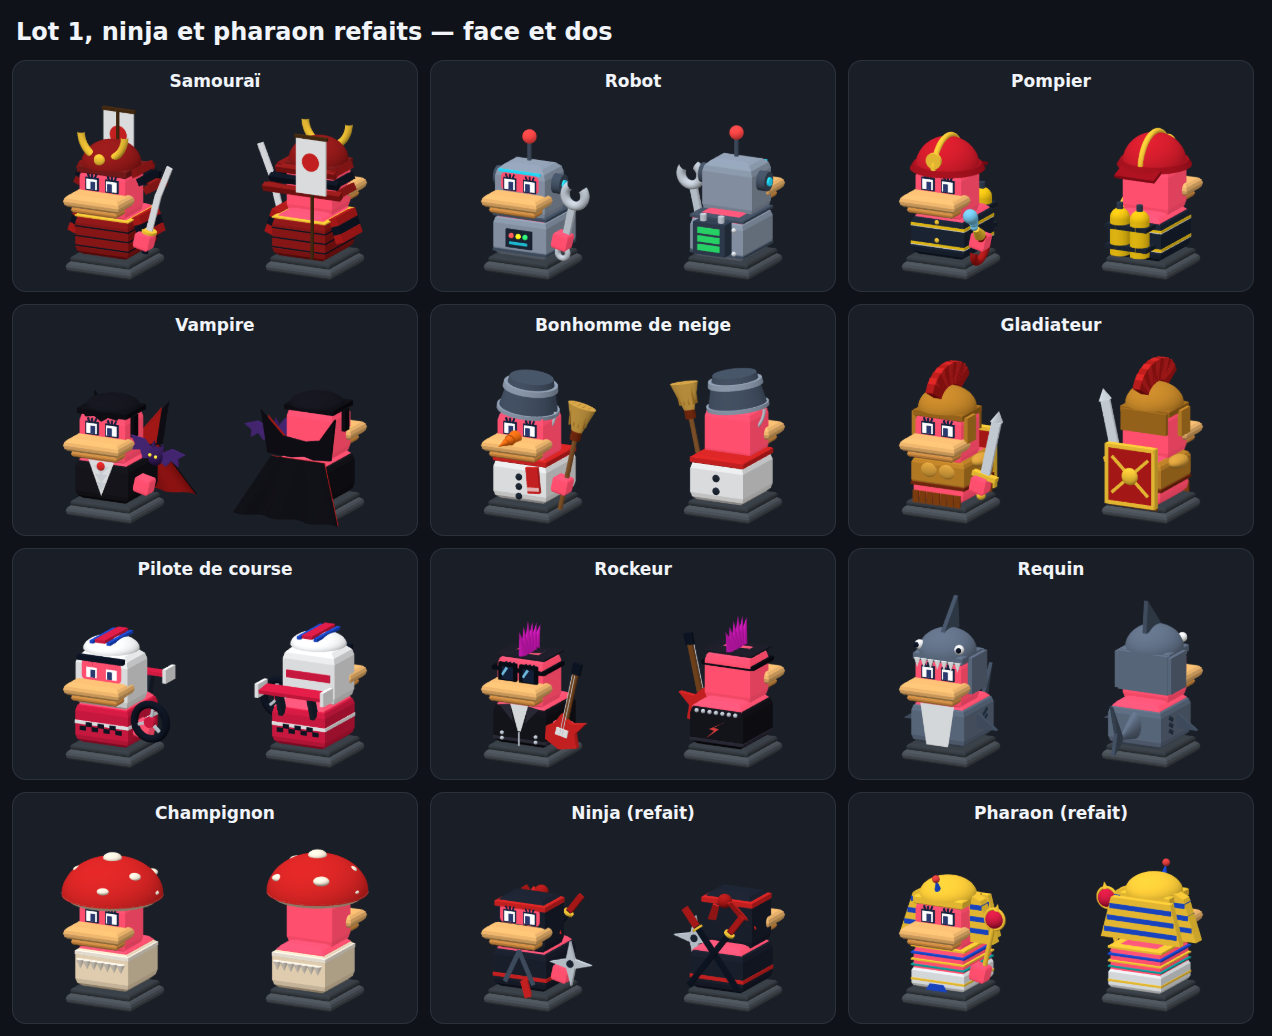 Lot 1, ninja et pharaon refaits — face et dos
Samouraï
Robot
Pompier
Vampire
Bonhomme de neige
Gladiateur
Pilote de course
Rockeur
Requin
Champignon
Ninja (refait)
Pharaon (refait)